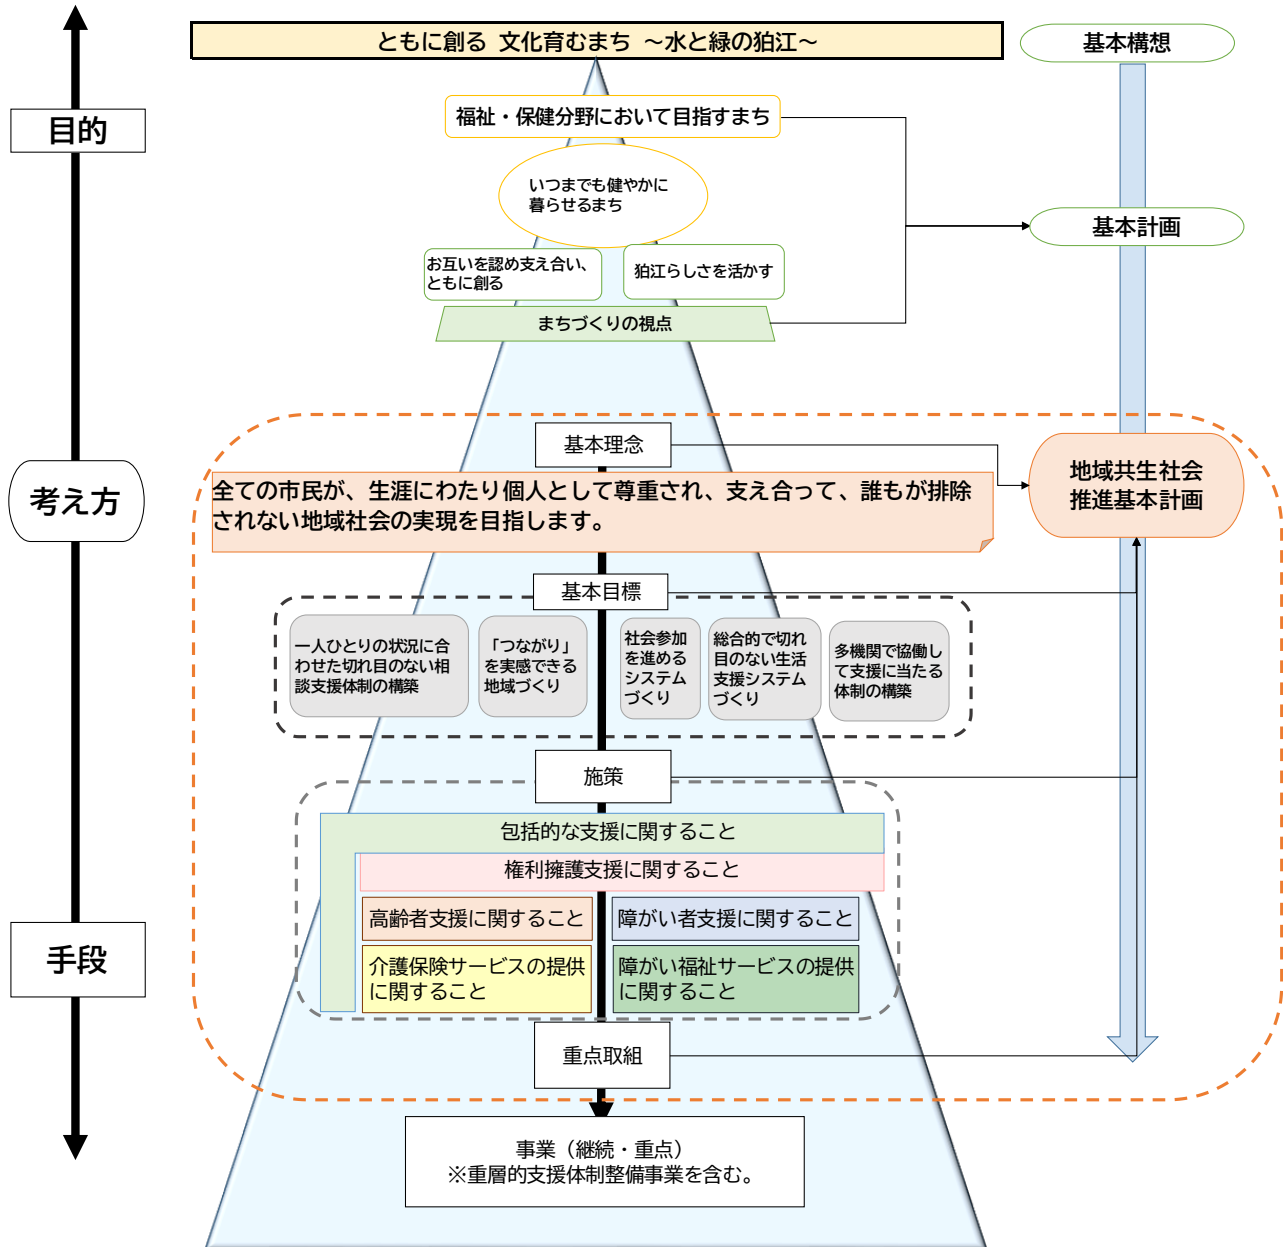 ともに創る 文化育むまち ～水と緑の狛江～
基本構想
目的
福祉・保健分野において目指すまち
いつまでも健やかに
暮らせるまち
基本計画
お互いを認め支え合い、
ともに創る
狛江らしさを活かす
まちづくりの視点
考え方
基本理念
地域共生社会
推進基本計画
全ての市民が、生涯にわたり個人として尊重され、支え合って、誰もが排除
されない地域社会の実現を目指します。
基本目標
一人ひとりの状況に合
わせた切れ目のない相
談支援体制の構築
「つながり」
を実感できる
地域づくり
社会参加
を進める
システム
づくり
総合的で切れ
目のない生活
支援システム
づくり
多機関で協働し
て支援に当たる
体制の構築
施策
包括的な支援に関すること
権利擁護支援に関すること
高齢者支援に関すること
障がい者支援に関すること
手段
介護保険サービスの提供
に関すること
障がい福祉サービスの提供
に関すること
重点取組
事業（継続・重点）
※重層的支援体制整備事業を含む。